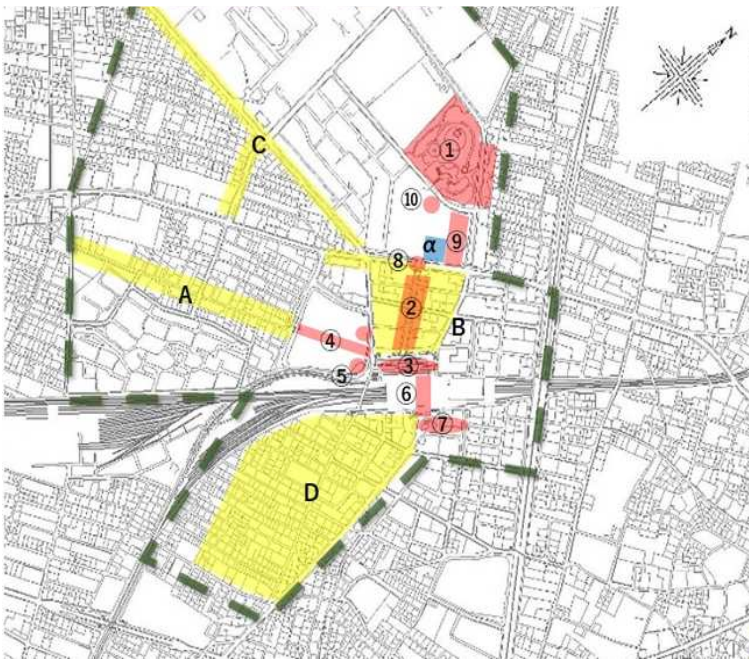 N
C
①
⑩
α
⑨
⑧
A
②
B
④
③
⑤
⑥
⑦
D